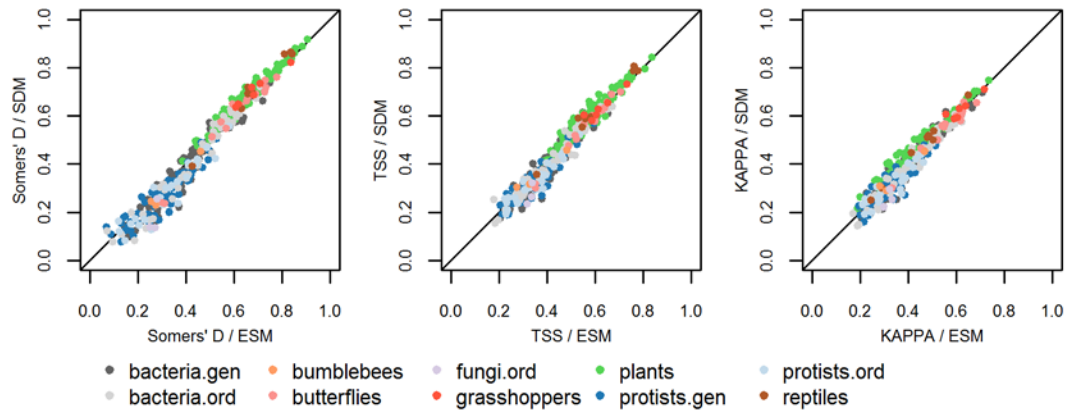 1.0 1.0 1.0
0.8 0.8 0.8
0.6 0.6 0.6
0.4 0.4 0.4
0.2 0.2 0.2
0.0 0.0 0.0
Somers' D / SDM
TSS / SDM
KAPPA / SDM
0.0 0.2 0.4 0.6 0.8 1.0 0.0 0.2 0.4 0.6 0.8 1.0 0.0 0.2 0.4 0.6 0.8 1.0
Somers' D / ESM TSS / ESM KAPPA / ESM
bacteria.gen bumblebees fungi.ord plants protists.ord
bacteria.ord butterflies grasshoppers protists.gen reptiles